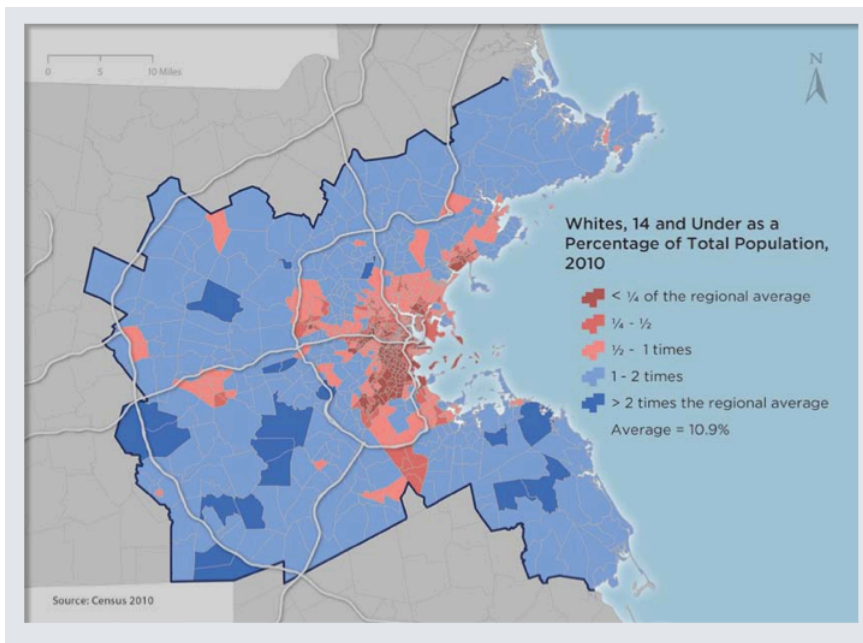 0 5 10 Miles
N
Whites, 14 and Under as a
Percentage of Total Population,
2010
< ¼ of the regional average
¼ - ½
½ - 1 times
1 - 2 times
> 2 times the regional average
Average = 10.9%
Source: Census 2010